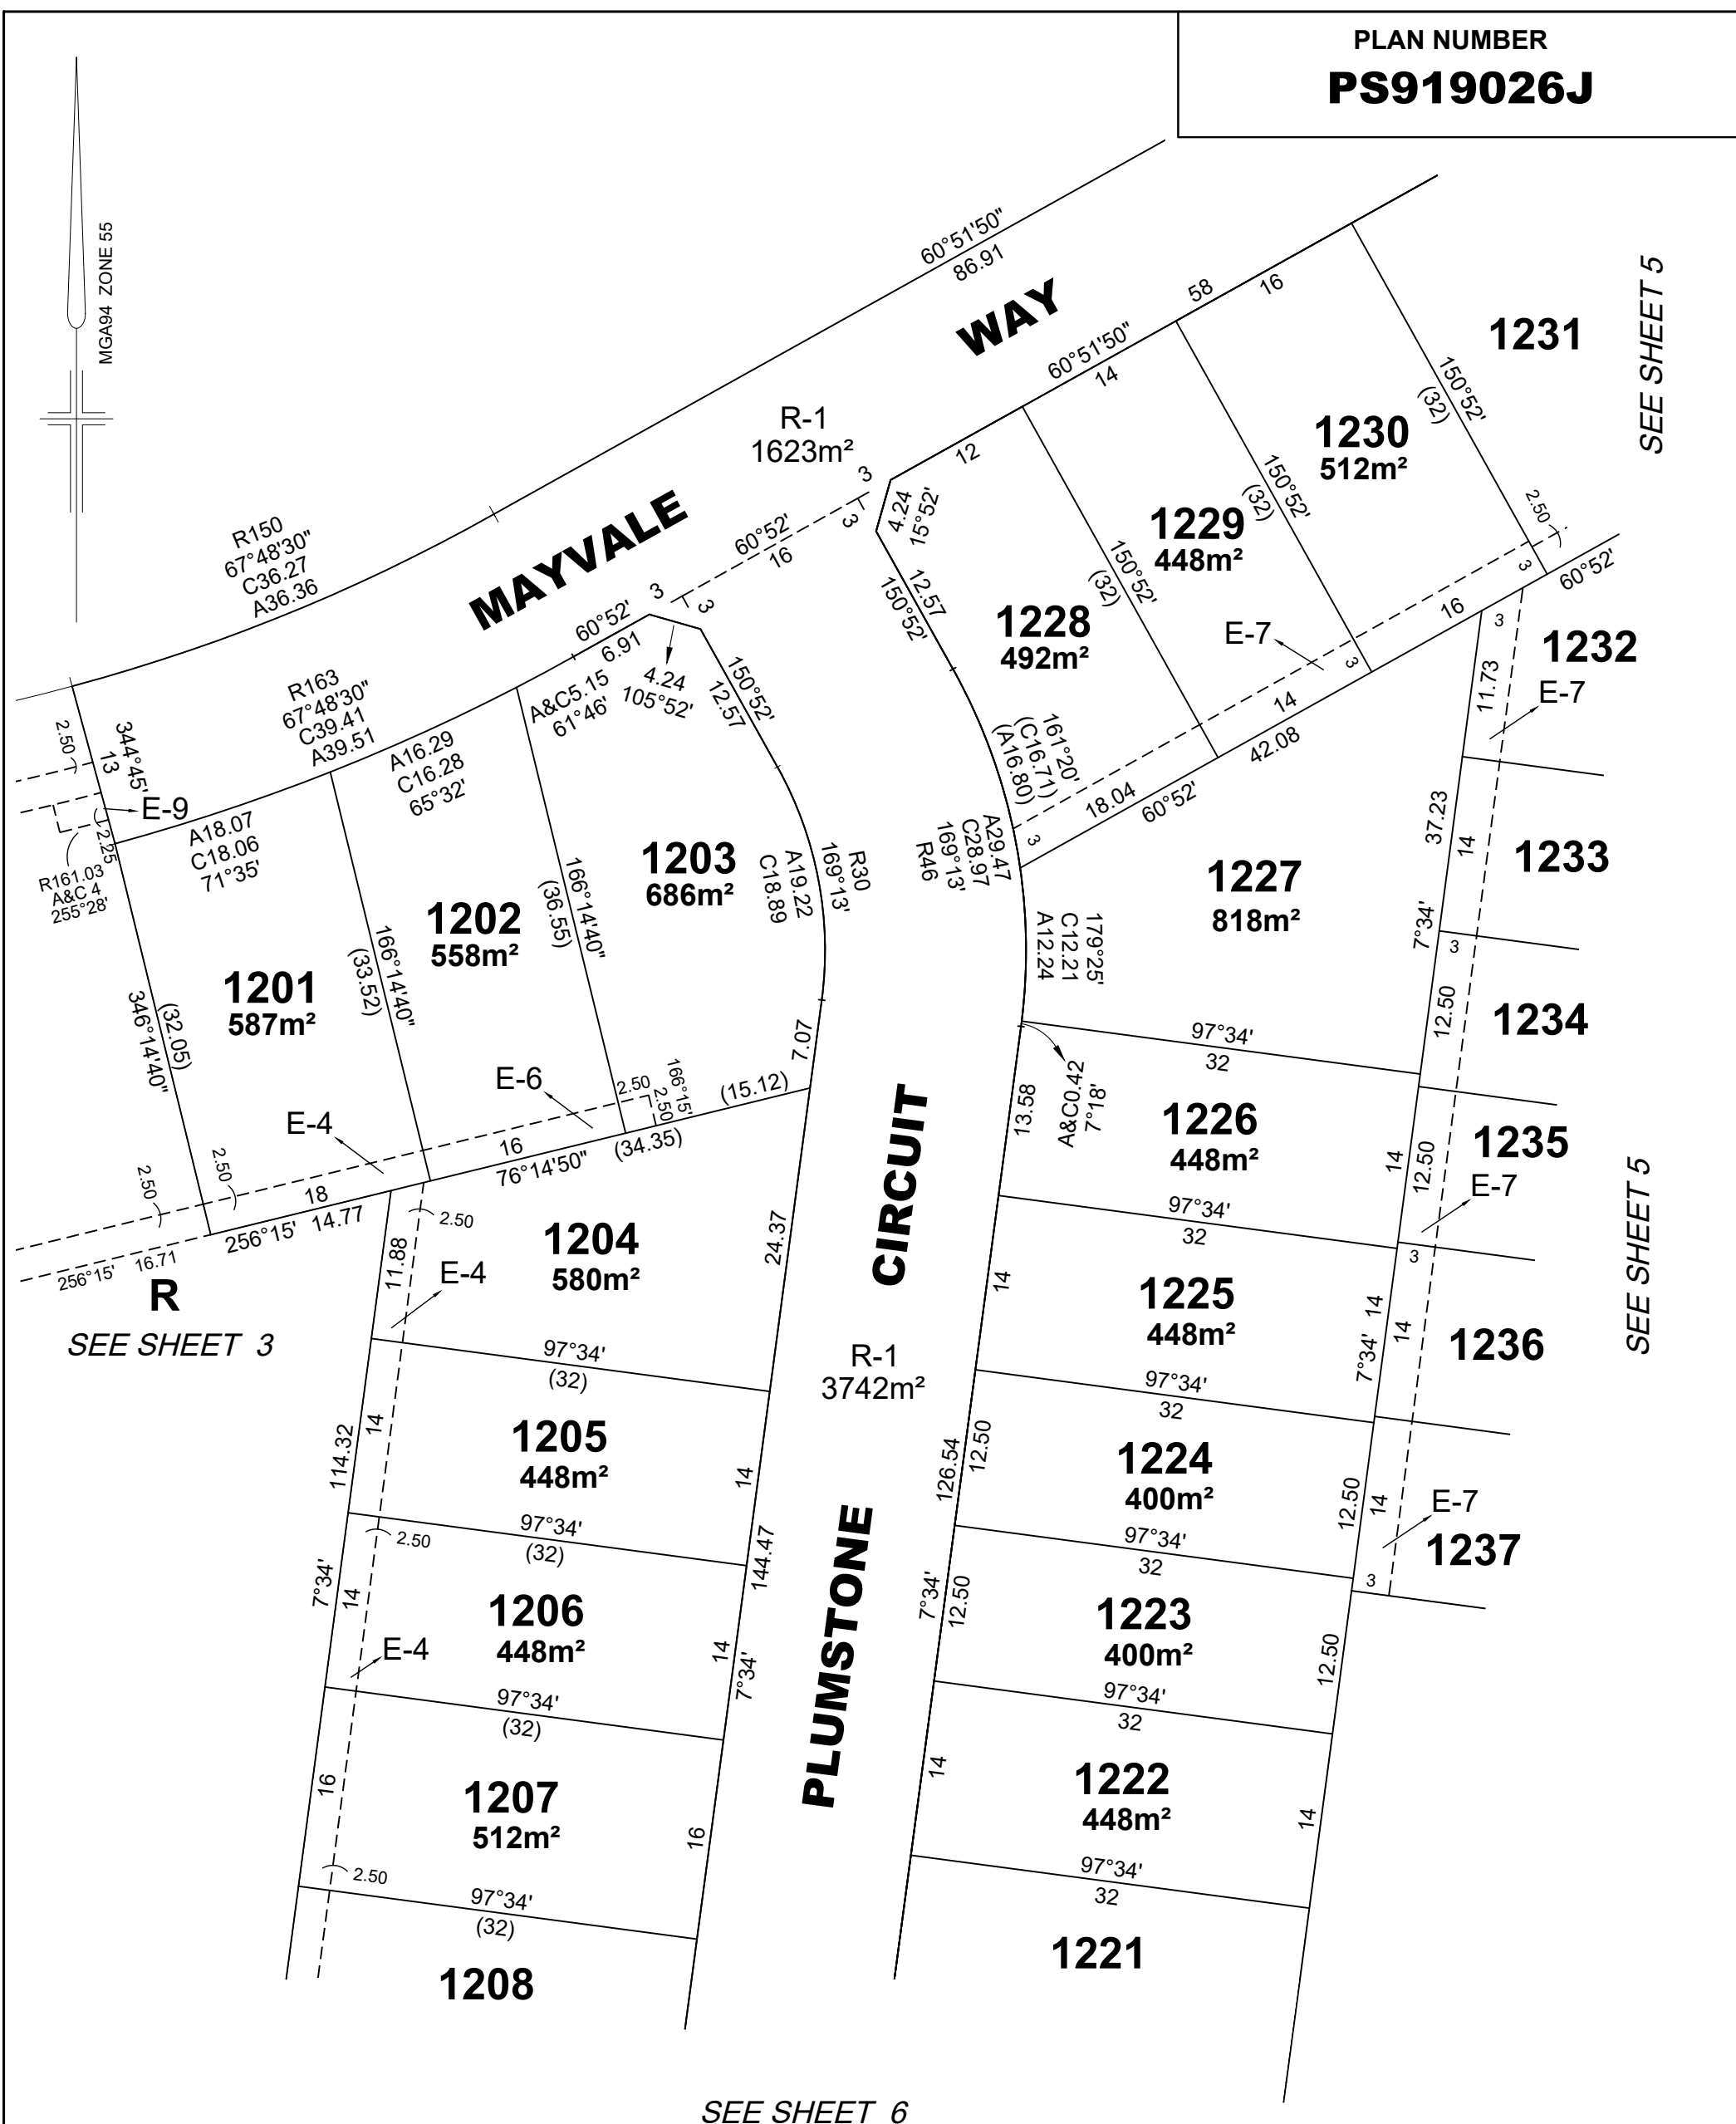 PLAN NUMBER
PS919026J
MGA94 ZONE 55
60°51'50"
86.91
WAY
MAYVALE
R-1
1623m²
R150
67°48'30"
C36.27
A36.36
R163
67°48'30"
C39.41
A39.51
60°51'50"
58
16
14
12
3
3
60°52'
16
3
3
60°52'
6.91
A&C5.15
61°46'
4.24
105°52'
4.24
15°52'
150°52'
12.57
12.57
150°52'
SEE SHEET 5
1231
150°52'
(32)
1230
512m²
150°52'
(32)
1229
448m²
150°52'
(32)
1228
492m²
2.50
3
60°52'
16
3
E-7
14
42.08
18.04
60°52'
3
161°20'
(C16.71)
(A16.80)
A29.47
C28.97
169°13'
R46
3
1232
11.73
E-7
2.50
13
344°45'
E-9
2.25
R161.03
A&C 4
255°28'
A18.07
C18.06
71°35'
A16.29
C16.28
65°32'
R30
169°13'
A19.22
C18.89
1203
686m²
166°14'40"
(36.55)
1202
558m²
166°14'40"
(33.52)
1201
587m²
(32.05)
346°14'40"
1227
818m²
179°25'
C12.21
A12.24
37.23
14
7°34'
1233
3
12.50
1234
97°34'
32
A&C0.42
7°18'
13.58
7.07
E-6
2.50
2.50
166°15'
(15.12)
16
76°14'50"
(34.35)
E-4
2.50
2.50
18
256°15' 14.77
256°15' 16.71
R
SEE SHEET 3
2.50
11.88
E-4
1204
580m²
24.37
CIRCUIT
1226
448m²
14
12.50
1235
E-7
97°34'
32
3
SEE SHEET 5
1225
448m²
14
14
14
7°34'
1236
97°34'
(32)
R-1
3742m²
97°34'
32
114.32
14
1205
448m²
14
126.54
12.50
1224
400m²
12.50
14
E-7
1237
3
97°34'
(32)
2.50
144.47
97°34'
32
7°34'
14
1206
448m²
14
7°34'
E-4
PLUMSTONE
7°34'
12.50
1223
400m²
12.50
97°34'
(32)
97°34'
32
16
1207
512m²
16
2.50
14
1222
448m²
14
97°34'
(32)
97°34'
32
1208
1221
SEE SHEET 6